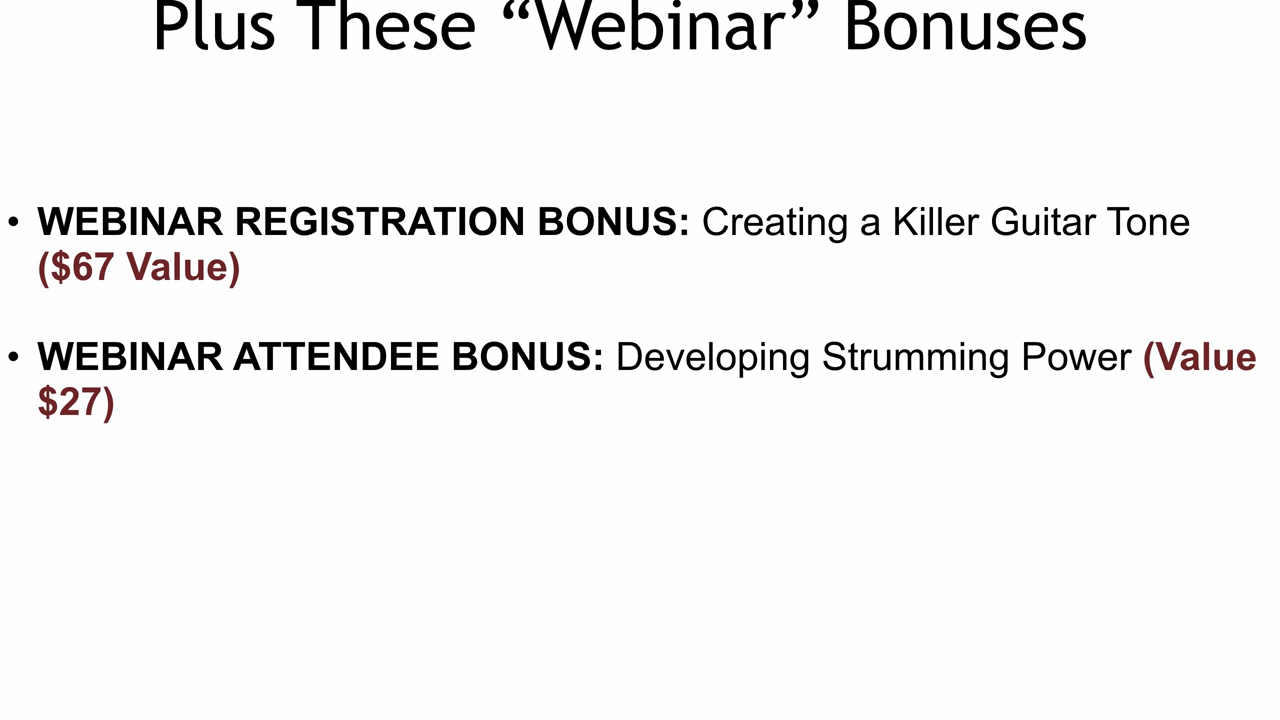 Plus These “Webinar” Bonuses
• WEBINAR REGISTRATION BONUS: Creating a Killer Guitar Tone
($67 Value)
• WEBINAR ATTENDEE BONUS: Developing Strumming Power (Value
$27)